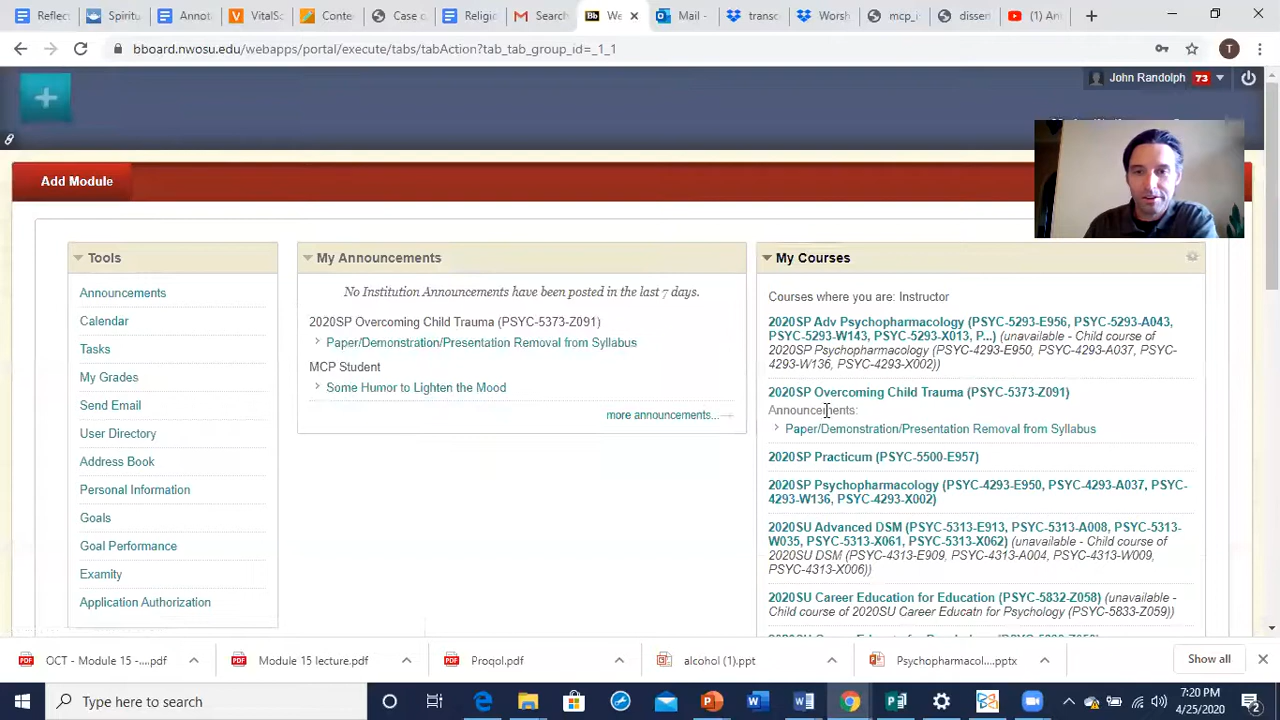 Reflect
Spiritu
Annot
VitalSo
Conten
Case o
Religio
Search
We
Mail -
transc
Worsh
mcp_in
dissert
(1) An
bboard.nwosu.edu/webapps/portal/execute/tabs/tabAction?tab_tab_group_id=_1_1
T
John Randolph 73
Add Module
Tools
Announcements
Calendar
Tasks
My Grades
Send Email
User Directory
Address Book
Personal Information
Goals
Goal Performance
Examity
Application Authorization
My Announcements
No Institution Announcements have been posted in the last 7 days.
2020SP Overcoming Child Trauma (PSYC-5373-Z091)
Paper/Demonstration/Presentation Removal from Syllabus
MCP Student
Some Humor to Lighten the Mood
more announcements...
My Courses
Courses where you are: Instructor
2020SP Adv Psychopharmacology (PSYC-5293-E956, PSYC-5293-A043,
PSYC-5293-W143, PSYC-5293-X013, P...) (unavailable - Child course of
2020SP Psychopharmacology (PSYC-4293-E950, PSYC-4293-A037, PSYC-
4293-W136, PSYC-4293-X002))
2020SP Overcoming Child Trauma (PSYC-5373-Z091)
Announcements:
Paper/Demonstration/Presentation Removal from Syllabus
2020SP Practicum (PSYC-5500-E957)
2020SP Psychopharmacology (PSYC-4293-E950, PSYC-4293-A037, PSYC-
4293-W136, PSYC-4293-X002)
2020SU Advanced DSM (PSYC-5313-E913, PSYC-5313-A008, PSYC-5313-
W035, PSYC-5313-X061, PSYC-5313-X062) (unavailable - Child course of
2020SU DSM (PSYC-4313-E909, PSYC-4313-A004, PSYC-4313-W009,
PSYC-4313-X006))
2020SU Career Education for Education (PSYC-5832-Z058) (unavailable -
Child course of 2020SU Career Educatn for Psychology (PSYC-5833-Z059))
OCT - Module 15 -....pdf
Module 15 lecture.pdf
Proqol.pdf
alcohol (1).ppt
Psychopharmacol....pptx
Show all
Type here to search
7:20 PM
4/25/2020
2